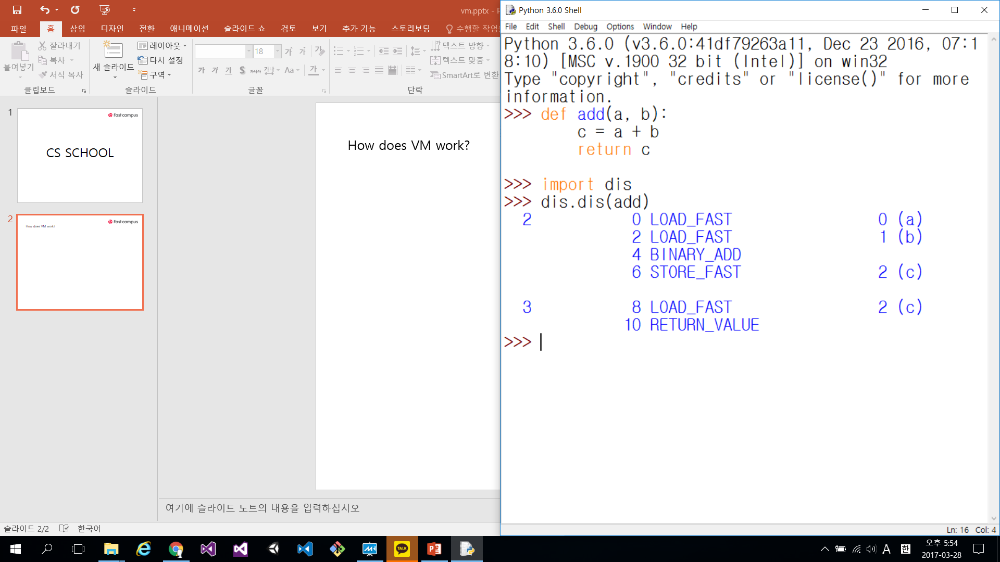 vm.pptx - P
파일 홈 삽입 디자인 전환 애니메이션 슬라이드 쇼 검토 보기 추가 기능 스토리보딩 수행할 작업을
붙여넣기
잘라내기
복사
서식 복사
클립보드
새 슬라이드
레이아웃
다시 설정
구역
슬라이드
18
가 가 가 S 간냐 Aa 가
글꼴
텍스트 방향
텍스트 맞춤
SmartArt로 변환
단락
1
Fast campus
CS SCHOOL
2
Fast campus
How does VM work?
How does VM work?
여기에 슬라이드 노트의 내용을 입력하십시오
슬라이드 2/2 한국어
Python 3.6.0 Shell
File Edit Shell Debug Options Window Help
Python 3.6.0 (v3.6.0:41df79263a11, Dec 23 2016, 07:1
8:10) [MSC v.1900 32 bit (Intel)] on win32
Type "copyright", "credits" or "license()" for more
information.
>>> def add(a, b):
c = a + b
return c
>>> import dis
>>> dis.dis(add)
2 0 LOAD_FAST 0 (a)
2 LOAD_FAST 1 (b)
4 BINARY_ADD
6 STORE_FAST 2 (c)
3 8 LOAD_FAST 2 (c)
10 RETURN_VALUE
>>>
Ln: 16 Col: 4
TALK
A 한
오후 5:54
2017-03-28